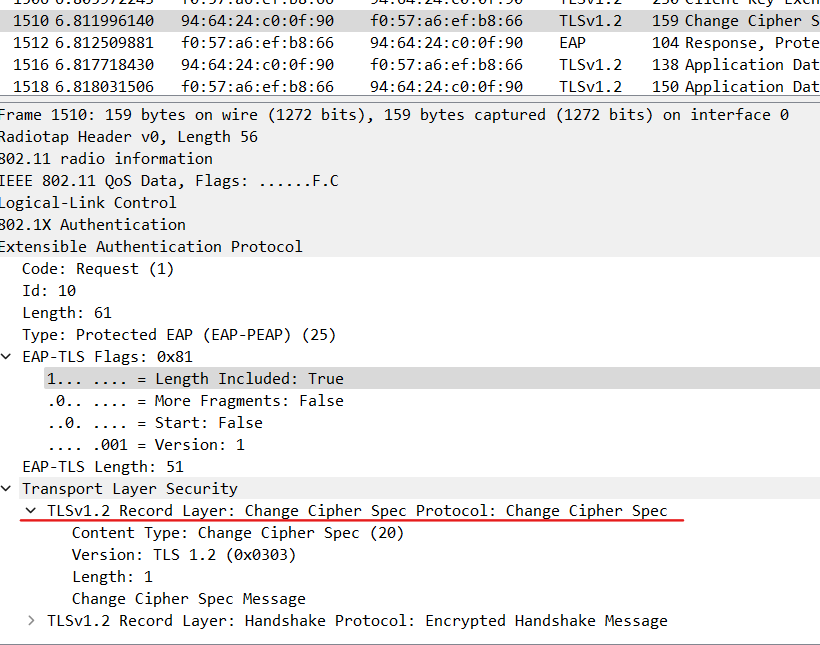 1510 6.811996140 94:64:24:c0:0f:90 f0:57:a6:ef:b8:66 TLSv1.2 159 Change Cipher S
1512 6.812509881 f0:57:a6:ef:b8:66 94:64:24:c0:0f:90 EAP 104 Response, Prote
1516 6.817718430 94:64:24:c0:0f:90 f0:57:a6:ef:b8:66 TLSv1.2 138 Application Dat
1518 6.818031506 f0:57:a6:ef:b8:66 94:64:24:c0:0f:90 TLSv1.2 150 Application Dat
Frame 1510: 159 bytes on wire (1272 bits), 159 bytes captured (1272 bits) on interface 0
Radiotap Header v0, Length 56
802.11 radio information
IEEE 802.11 QoS Data, Flags: ......F.C
Logical-Link Control
802.1X Authentication
Extensible Authentication Protocol
Code: Request (1)
Id: 10
Length: 61
Type: Protected EAP (EAP-PEAP) (25)
EAP-TLS Flags: 0x81
1... .... = Length Included: True
.0.. .... = More Fragments: False
..0. .... = Start: False
.... .001 = Version: 1
EAP-TLS Length: 51
Transport Layer Security
TLSv1.2 Record Layer: Change Cipher Spec Protocol: Change Cipher Spec
Content Type: Change Cipher Spec (20)
Version: TLS 1.2 (0x0303)
Length: 1
Change Cipher Spec Message
TLSv1.2 Record Layer: Handshake Protocol: Encrypted Handshake Message